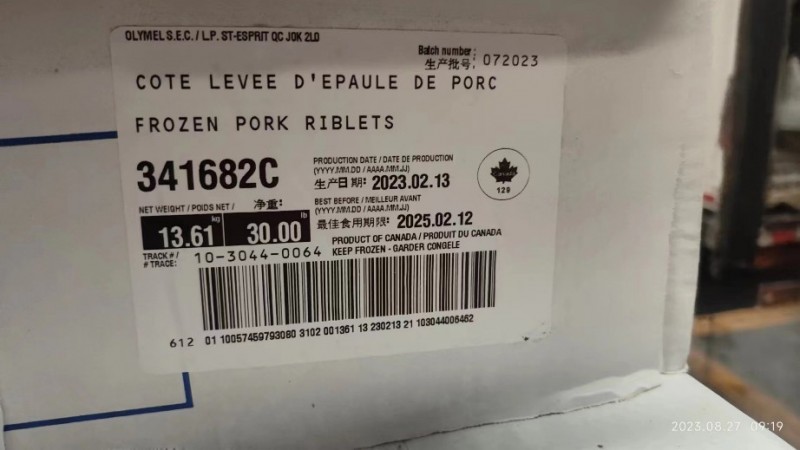 OLYMEL S.E.C. / L.P. ST-ESPRIT QC J0K 2L0
Batch number:
生产批号: 072023
COTE LEVEE D'EPAULE DE PORC
FROZEN PORK RIBLETS
341682C
PRODUCTION DATE / DATE DE PRODUCTION
(YYYY.MM.DD / AAAA.MM.JJ)
生产日期: 2023.02.13
BEST BEFORE / MEILLEUR AVANT
(YYYY.MM.DD / AAAA.MM.JJ)
最佳食用期限: 2025.02.12
Canada
129
NET WEIGHT / POIDS NET / 净重:
13.61 kg 30.00 lb
PRODUCT OF CANADA / PRODUIT DU CANADA
KEEP FROZEN - GARDER CONGELE
TRACK # /
# TRACE: 10-3044-0064
612 01 10057459793080 3102 001361 13 230213 21 103044006462
2023.08.27 09:19